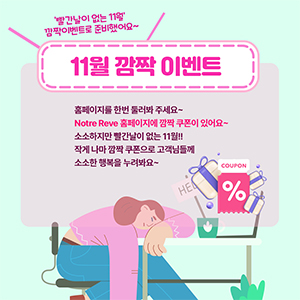 '빨간날이 없는 11월'
깜짝이벤트로 준비했어요~
11월 깜짝 이벤트
홈페이지를 한번 둘러봐 주세요~
Notre Reve 홈페이지에 깜짝 쿠폰이 있어요~
소소하지만 빨간날이 없는 11월!!
작게 나마 깜짝 쿠폰으로 고객님들께
소소한 행복을 누려봐요~
COUPON
%